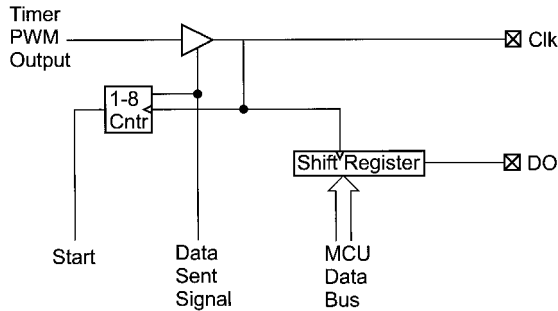 Timer
PWM
Output
Clk
1-8
Cntr
Shift Register
DO
Start
Data
Sent
Signal
MCU
Data
Bus